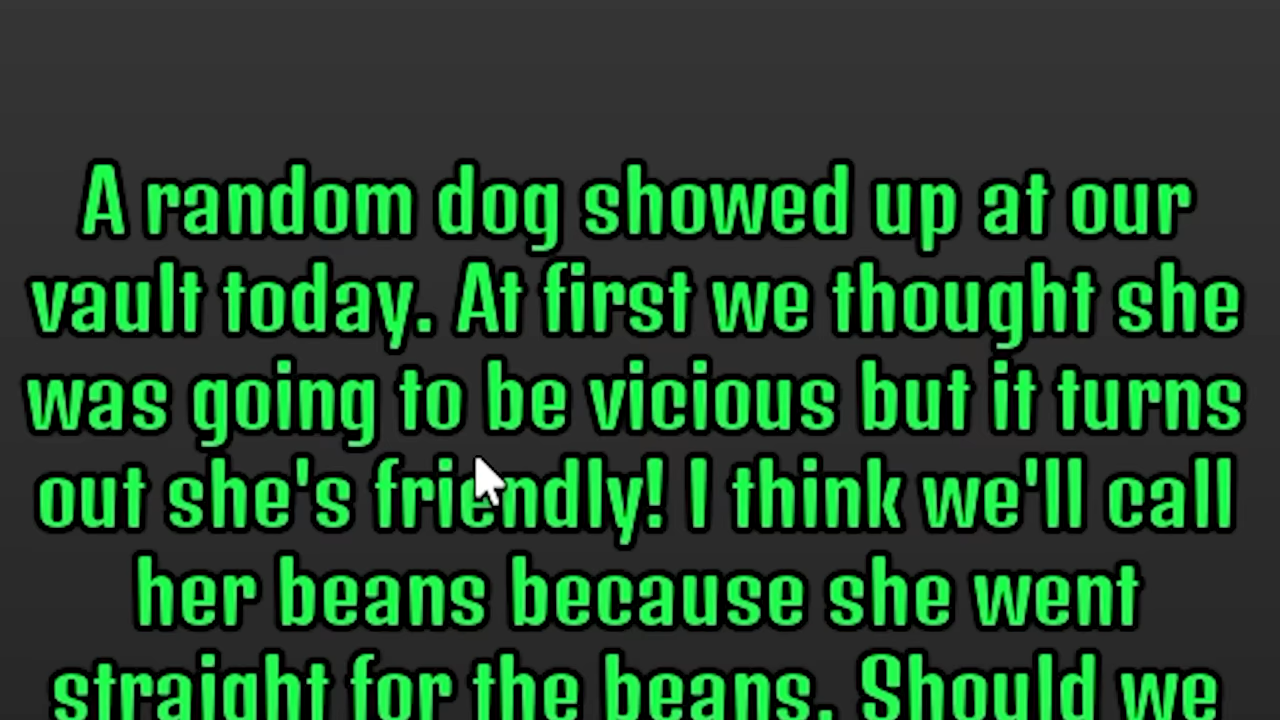 A random dog showed up at our
vault today. At first we thought she
was going to be vicious but it turns
out she's friendly! I think we'll call
her beans because she went
straight for the beans. Should we